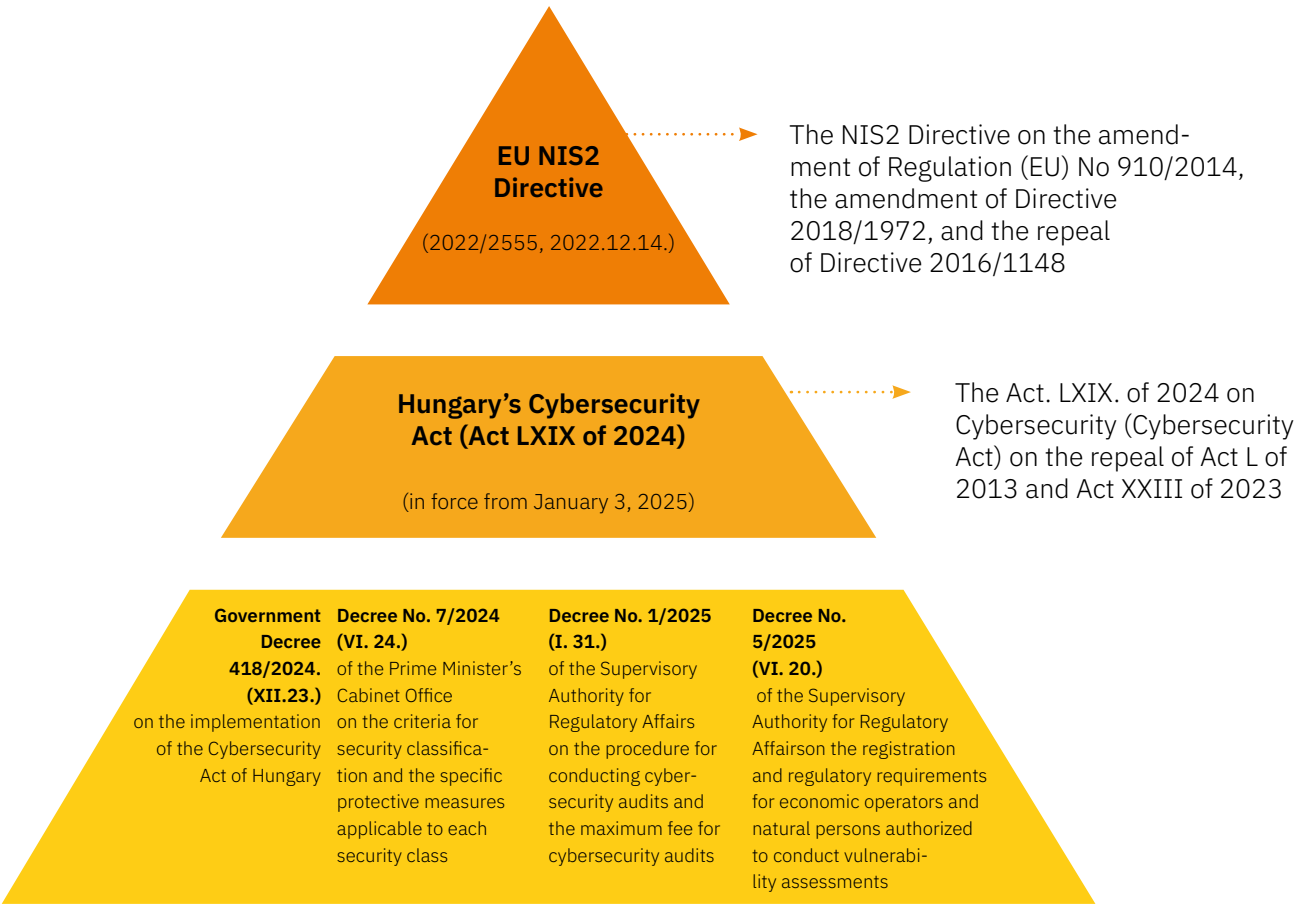 EU NIS2
Directive
(2022/2555, 2022.12.14.)
The NIS2 Directive on the amend-
ment of Regulation (EU) No 910/2014,
the amendment of Directive
2018/1972, and the repeal
of Directive 2016/1148
Hungary’s Cybersecurity
Act (Act LXIX of 2024)
(in force from January 3, 2025)
The Act. LXIX. of 2024 on
Cybersecurity (Cybersecurity
Act) on the repeal of Act L of
2013 and Act XXIII of 2023
Government
Decree
418/2024.
(XII.23.)
on the implementation
of the Cybersecurity
Act of Hungary
Decree No. 7/2024
(VI. 24.)
of the Prime Minister’s
Cabinet Office
on the criteria for
security classifica-
tion and the specific
protective measures
applicable to each
security class
Decree No. 1/2025
(I. 31.)
of the Supervisory
Authority for
Regulatory Affairs
on the procedure for
conducting cyber-
security audits and
the maximum fee for
cybersecurity audits
Decree No.
5/2025
(VI. 20.)
of the Supervisory
Authority for Regulatory
Affairson the registration
and regulatory requirements
for economic operators and
natural persons authorized
to conduct vulnerabi-
lity assessments